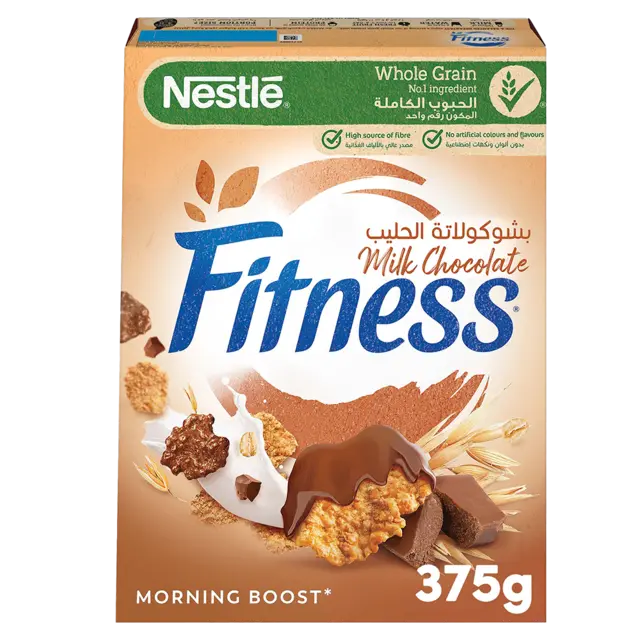 Fitness
Nestlé
Whole Grain
No.1 ingredient
الحبوب الكاملة
المكون رقم واحد
High source of fibre
مصدر عالي بالألياف الغذائية
No artificial colours and flavours
بدون ألوان ونكهات إصطناعية
بشوكولاتة الحليب
Milk Chocolate
Fitness
MORNING BOOST*
375g